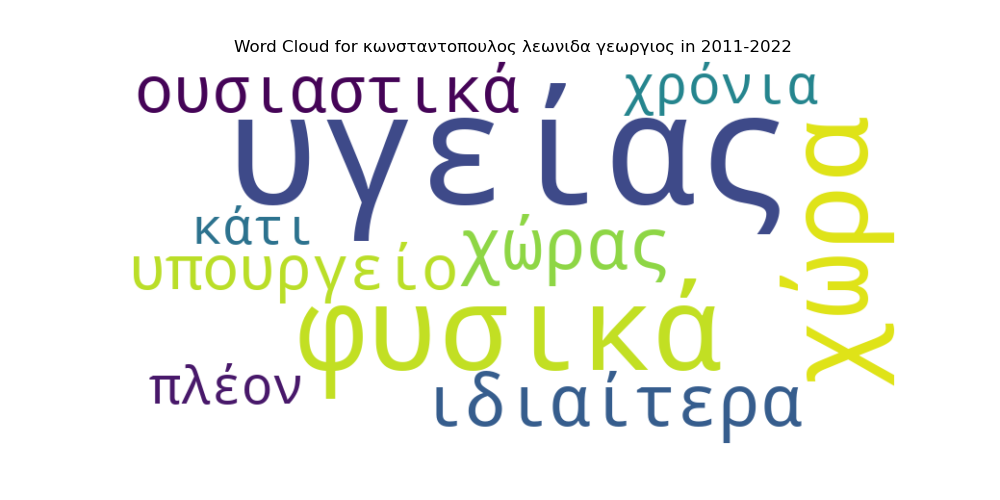 Word Cloud for κωνσταντοπουλος λεωνιδα γεωργιος in 2011-2022
ουσιαστικά
χρόνια
υγείας
χώρα
κάτι
χώρας
υπουργείο
φυσικά
πλέον
ιδιαίτερα